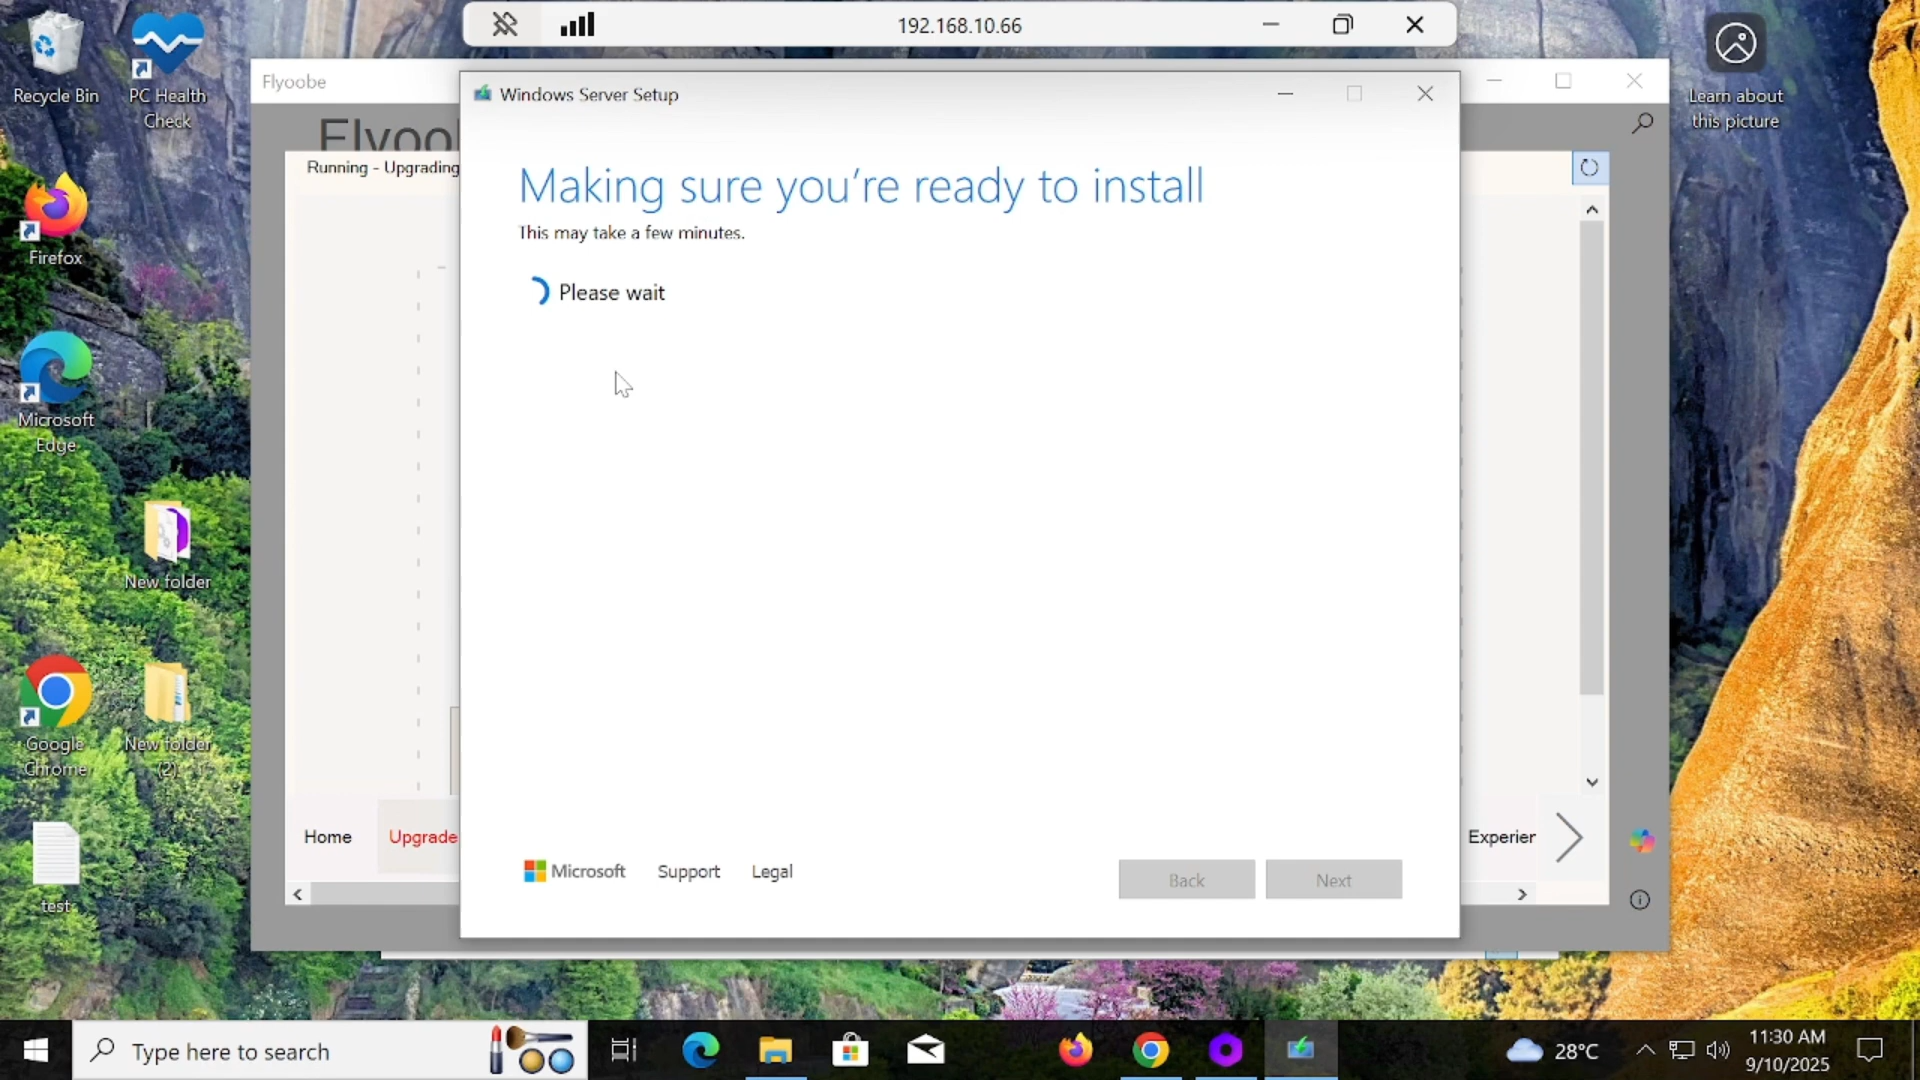 192.168.10.66
Recycle Bin
PC Health
Check
Learn about
this picture
Flyoobe
Windows Server Setup
Running - Upgrading
Making sure you’re ready to install
This may take a few minutes.
Please wait
Firefox
Microsoft
Edge
New folder
Google
Chrome
New folder
(2)
test
Home
Upgrade
Experien
Microsoft
Support
Legal
Back
Next
Type here to search
28°C
11:30 AM
9/10/2025